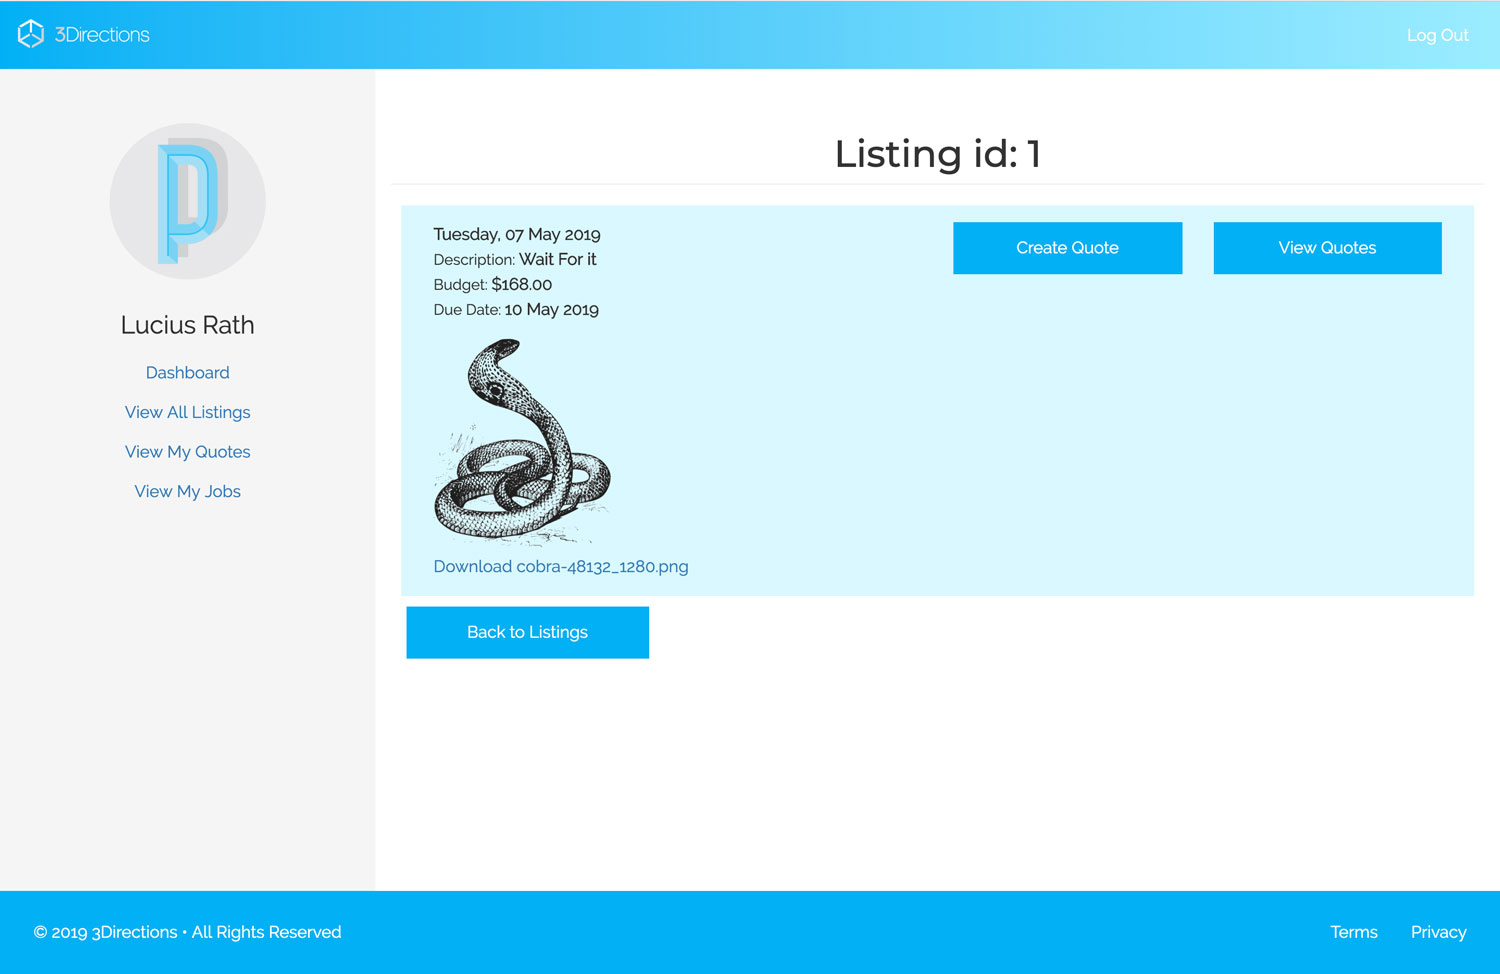 3Directions
Log Out
Lucius Rath
Dashboard
View All Listings
View My Quotes
View My Jobs
Listing id: 1
Tuesday, 07 May 2019
Description: Wait For it
Budget: $168.00
Due Date: 10 May 2019
Create Quote
View Quotes
Download cobra-48132_1280.png
Back to Listings
© 2019 3Directions • All Rights Reserved
Terms
Privacy